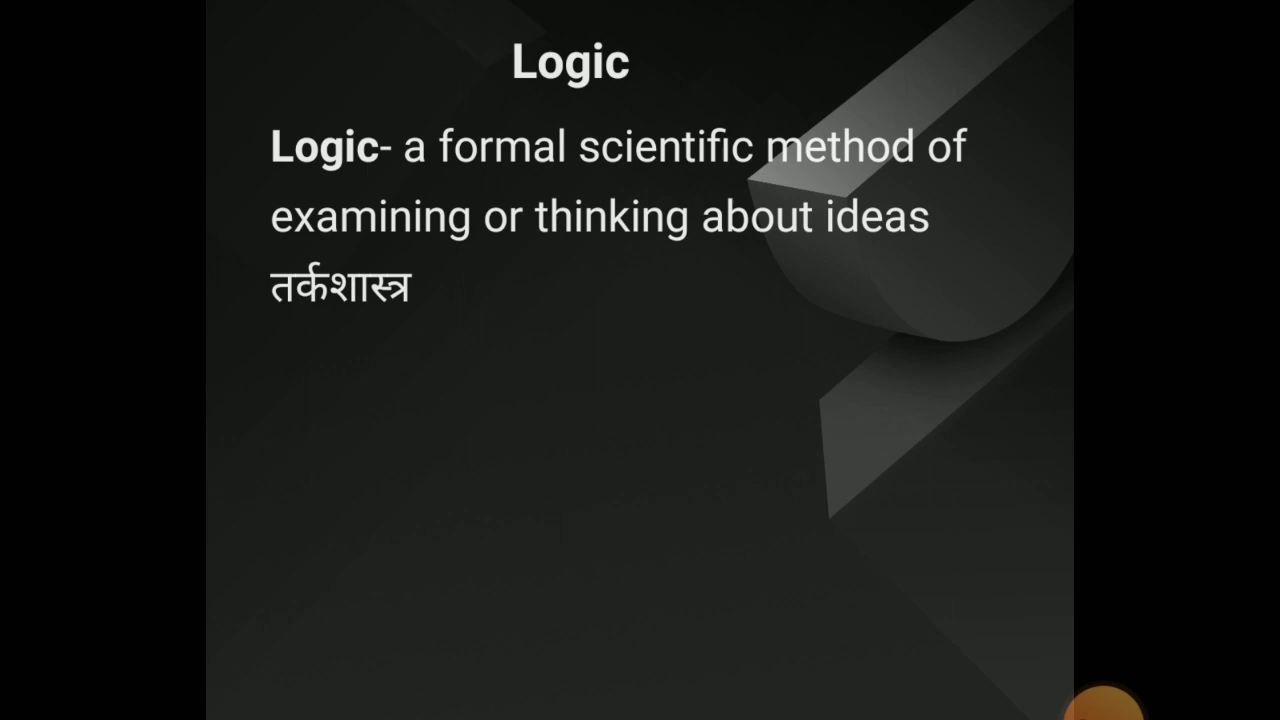 Logic
Logic- a formal scientific method of
examining or thinking about ideas
तर्कशास्त्र